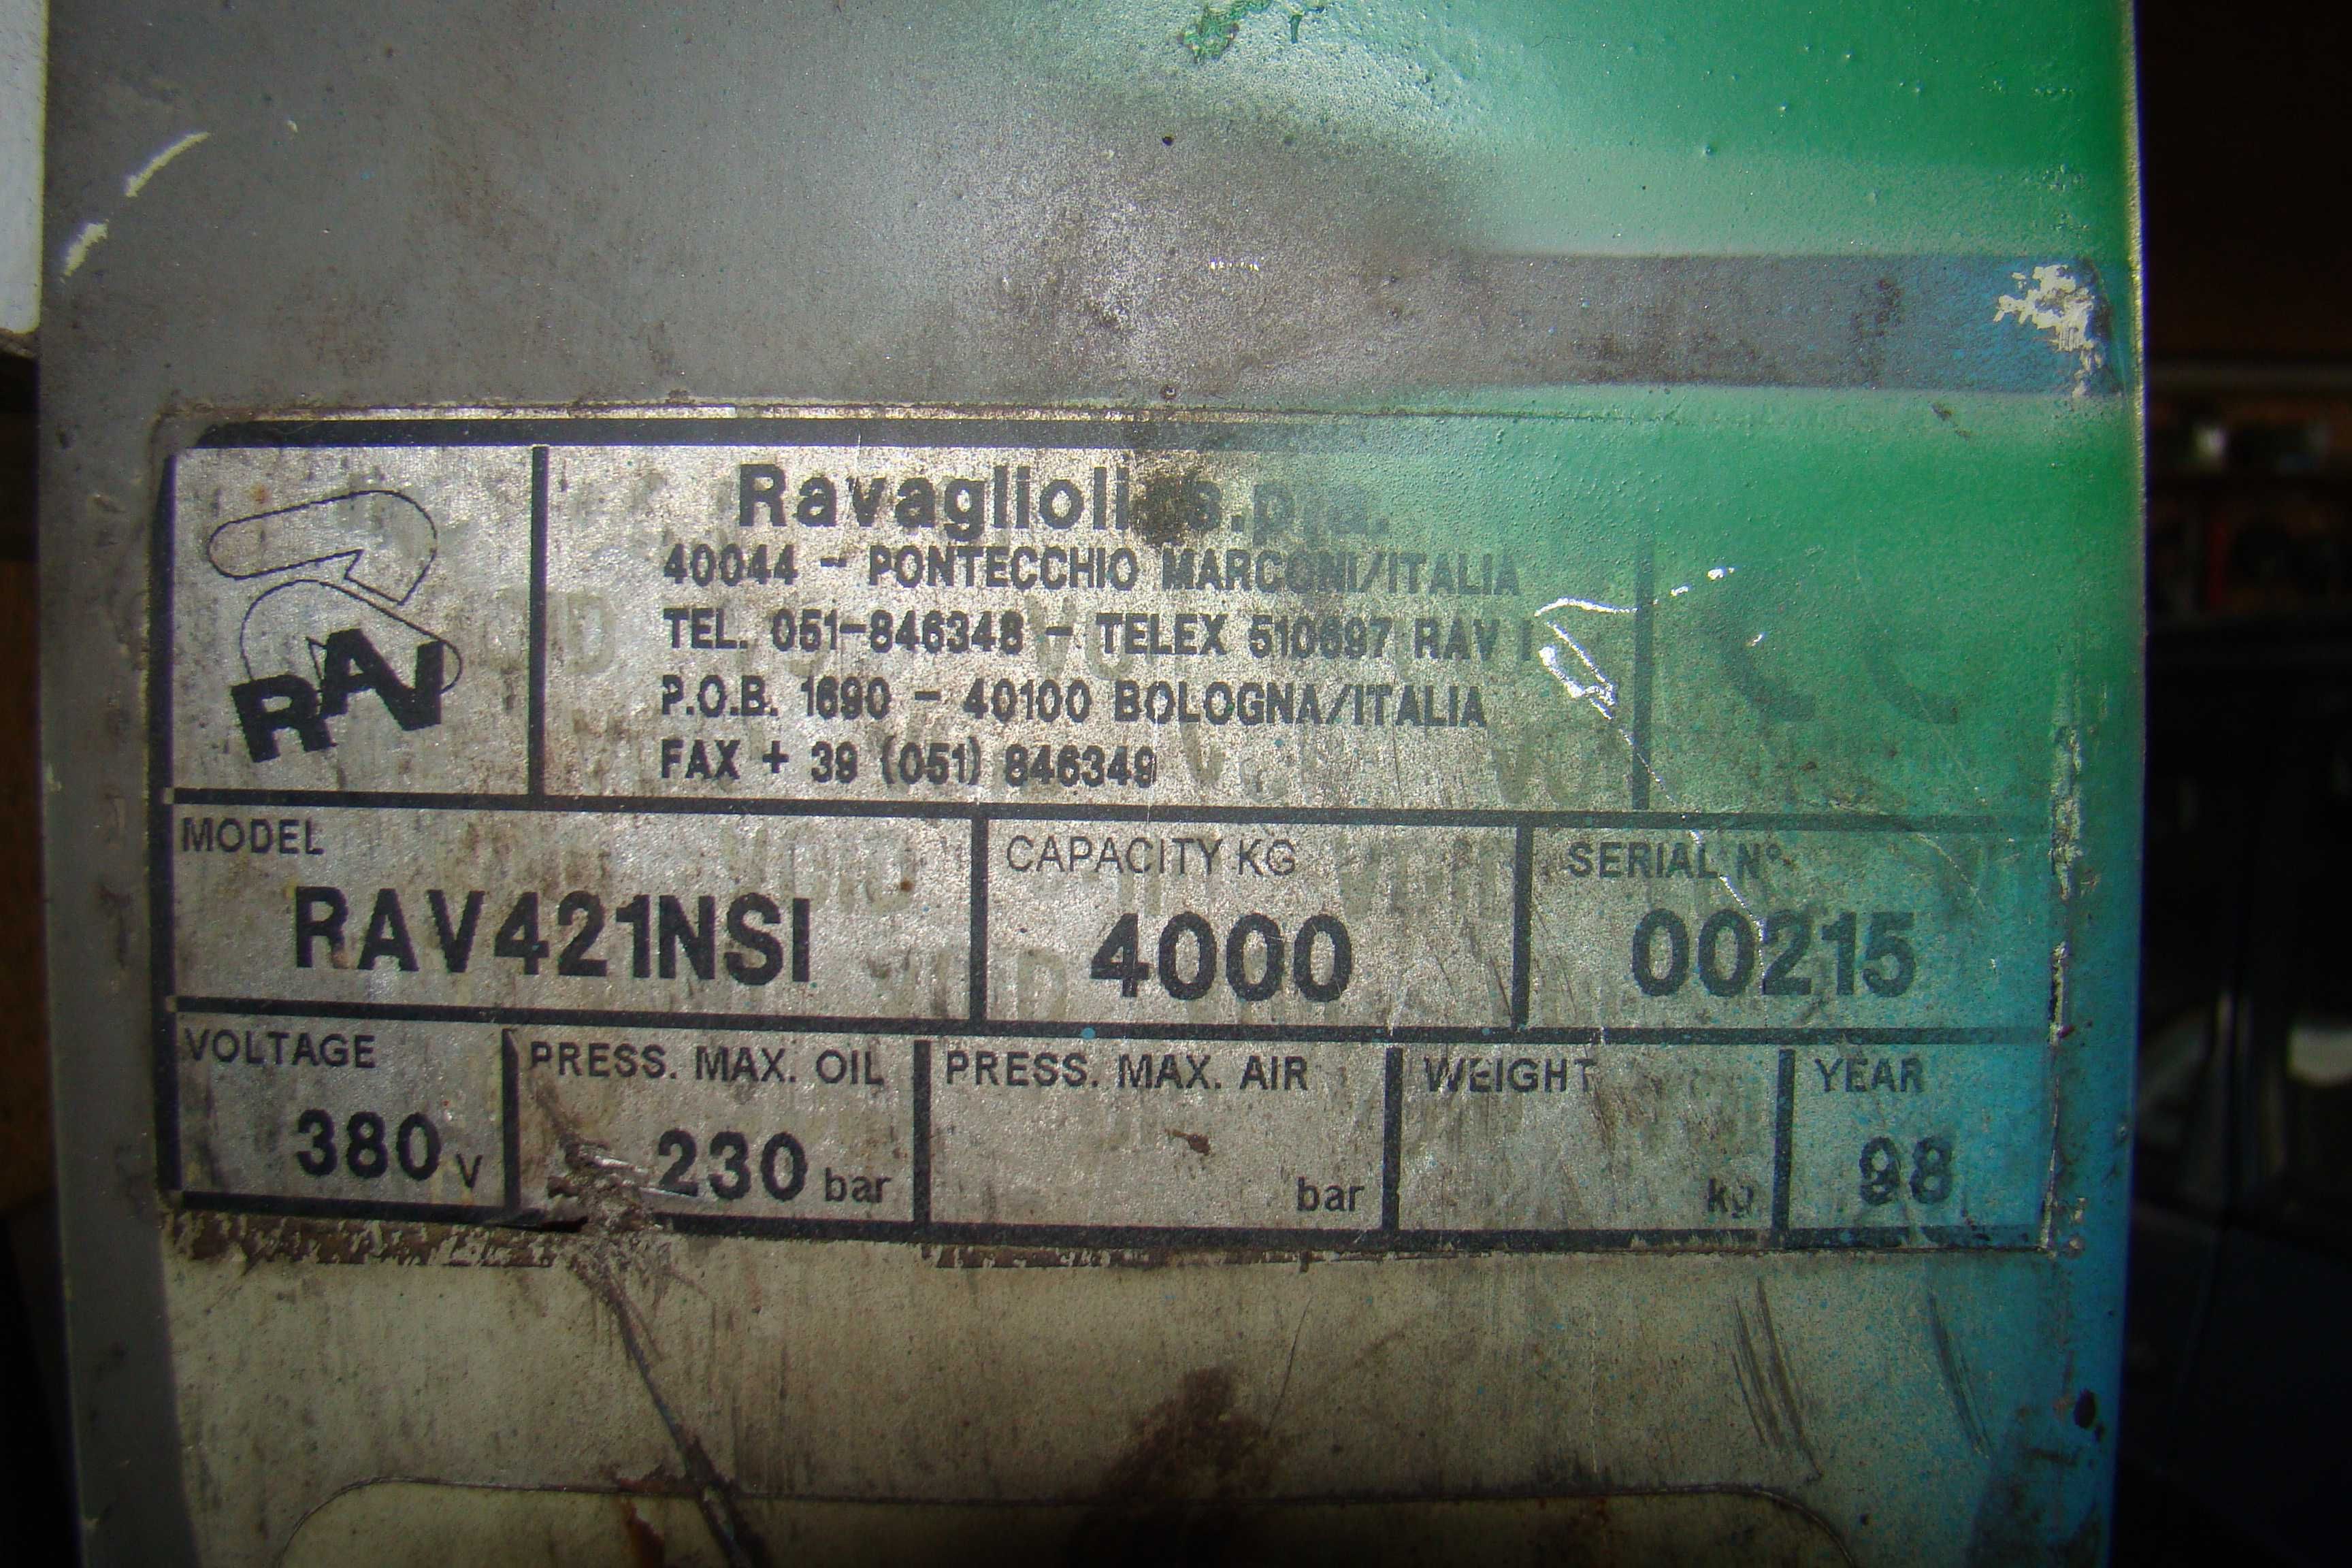 RAV
Ravaglioli s.p.a.
40044 - PONTECCHIO MARCONI/ITALIA
TEL. 051-846348 - TELEX 510697 RAV I
P.O.B. 1690 - 40100 BOLOGNA/ITALIA
FAX + 39 (051) 846349
CE
MODEL
RAV421NSI
CAPACITY KG
4000
SERIAL N°
00215
VOLTAGE
380 V
PRESS. MAX. OIL
230 bar
PRESS. MAX. AIR
bar
WEIGHT
kg
YEAR
98